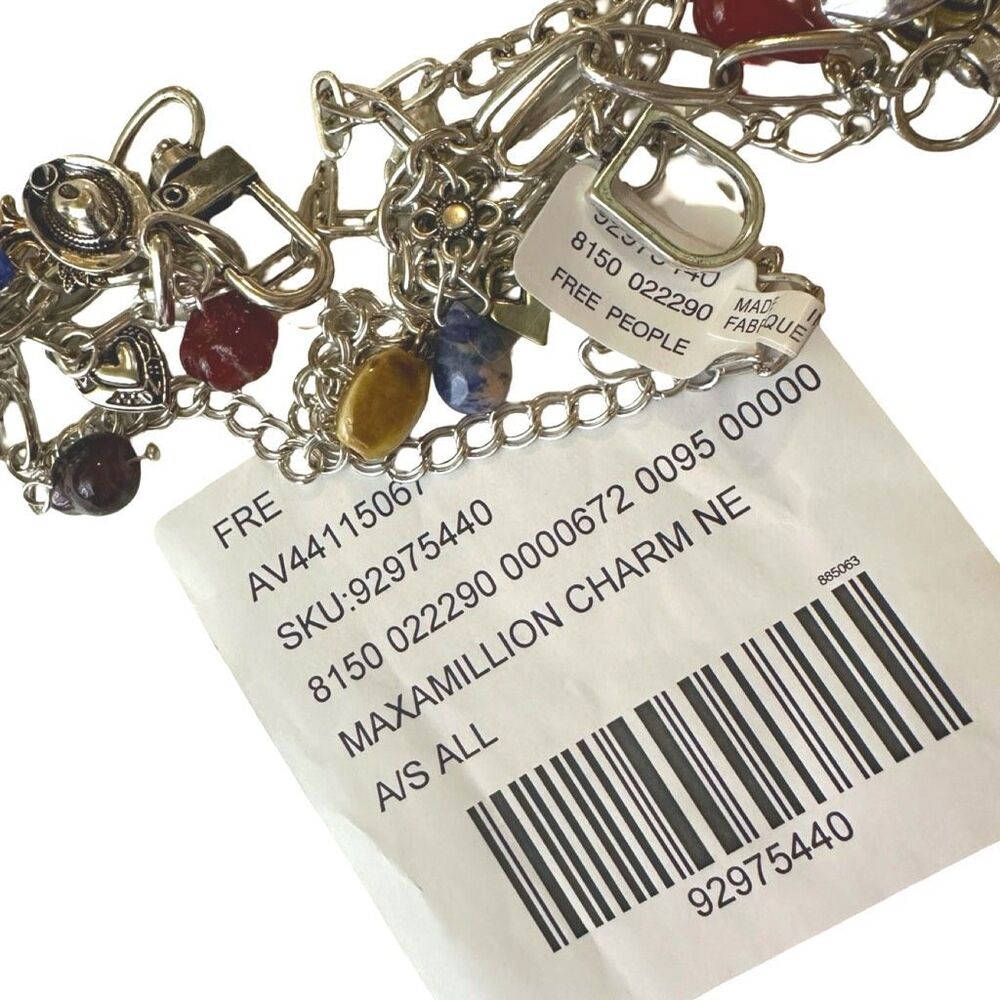 8150 022290
FREE PEOPLE
MADE
FRE
AV44115067
SKU:92975440
8150 022290 0000672 0095 00000
MAXAMILLION CHARM NE
A/S ALL
885063
92975440